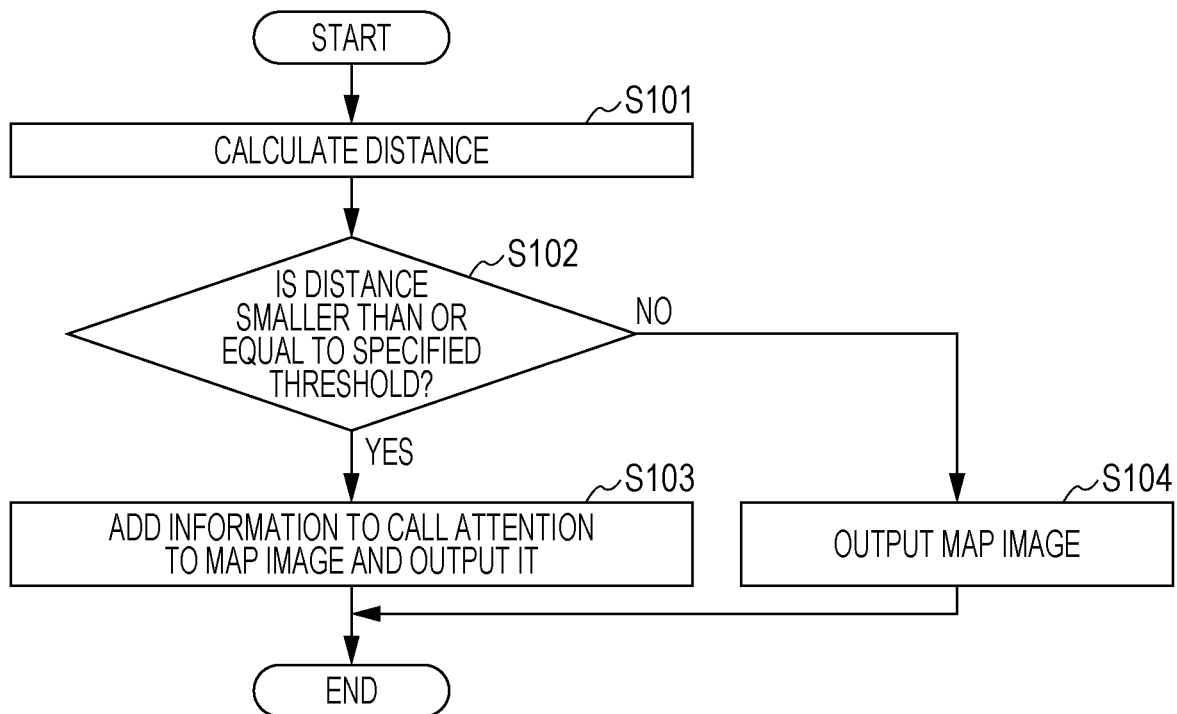 START
S101
CALCULATE DISTANCE
S102
IS DISTANCE
SMALLER THAN OR
EQUAL TO SPECIFIED
THRESHOLD?
NO
YES
S103
ADD INFORMATION TO CALL ATTENTION
TO MAP IMAGE AND OUTPUT IT
S104
OUTPUT MAP IMAGE
END